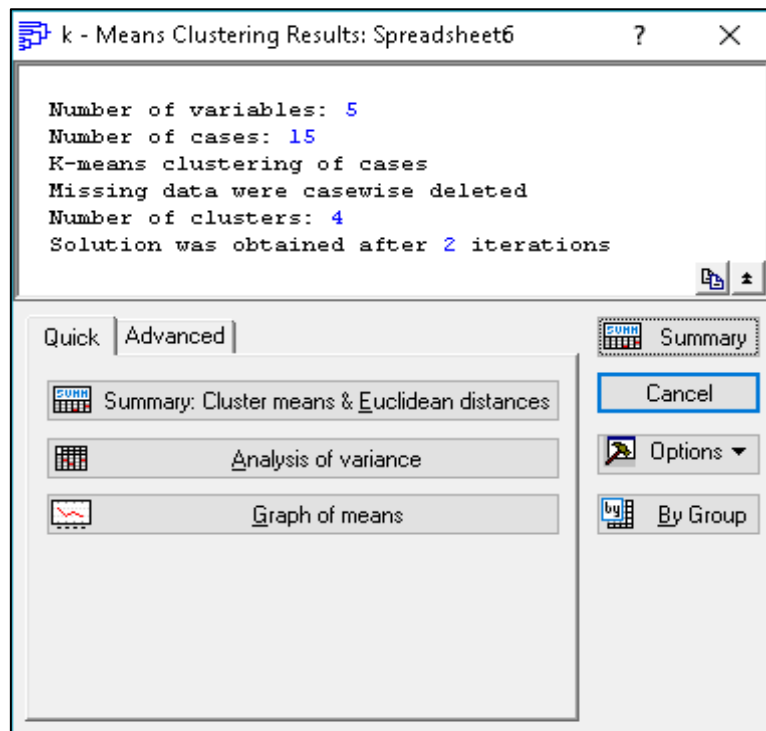 k - Means Clustering Results: Spreadsheet6 ?
Number of variables: 5
Number of cases: 15
K-means clustering of cases
Missing data were casewise deleted
Number of clusters: 4
Solution was obtained after 2 iterations
Quick Advanced
Summary: Cluster means & Euclidean distances
Analysis of variance
Graph of means
SUMM Summary
Cancel
Options
by By Group